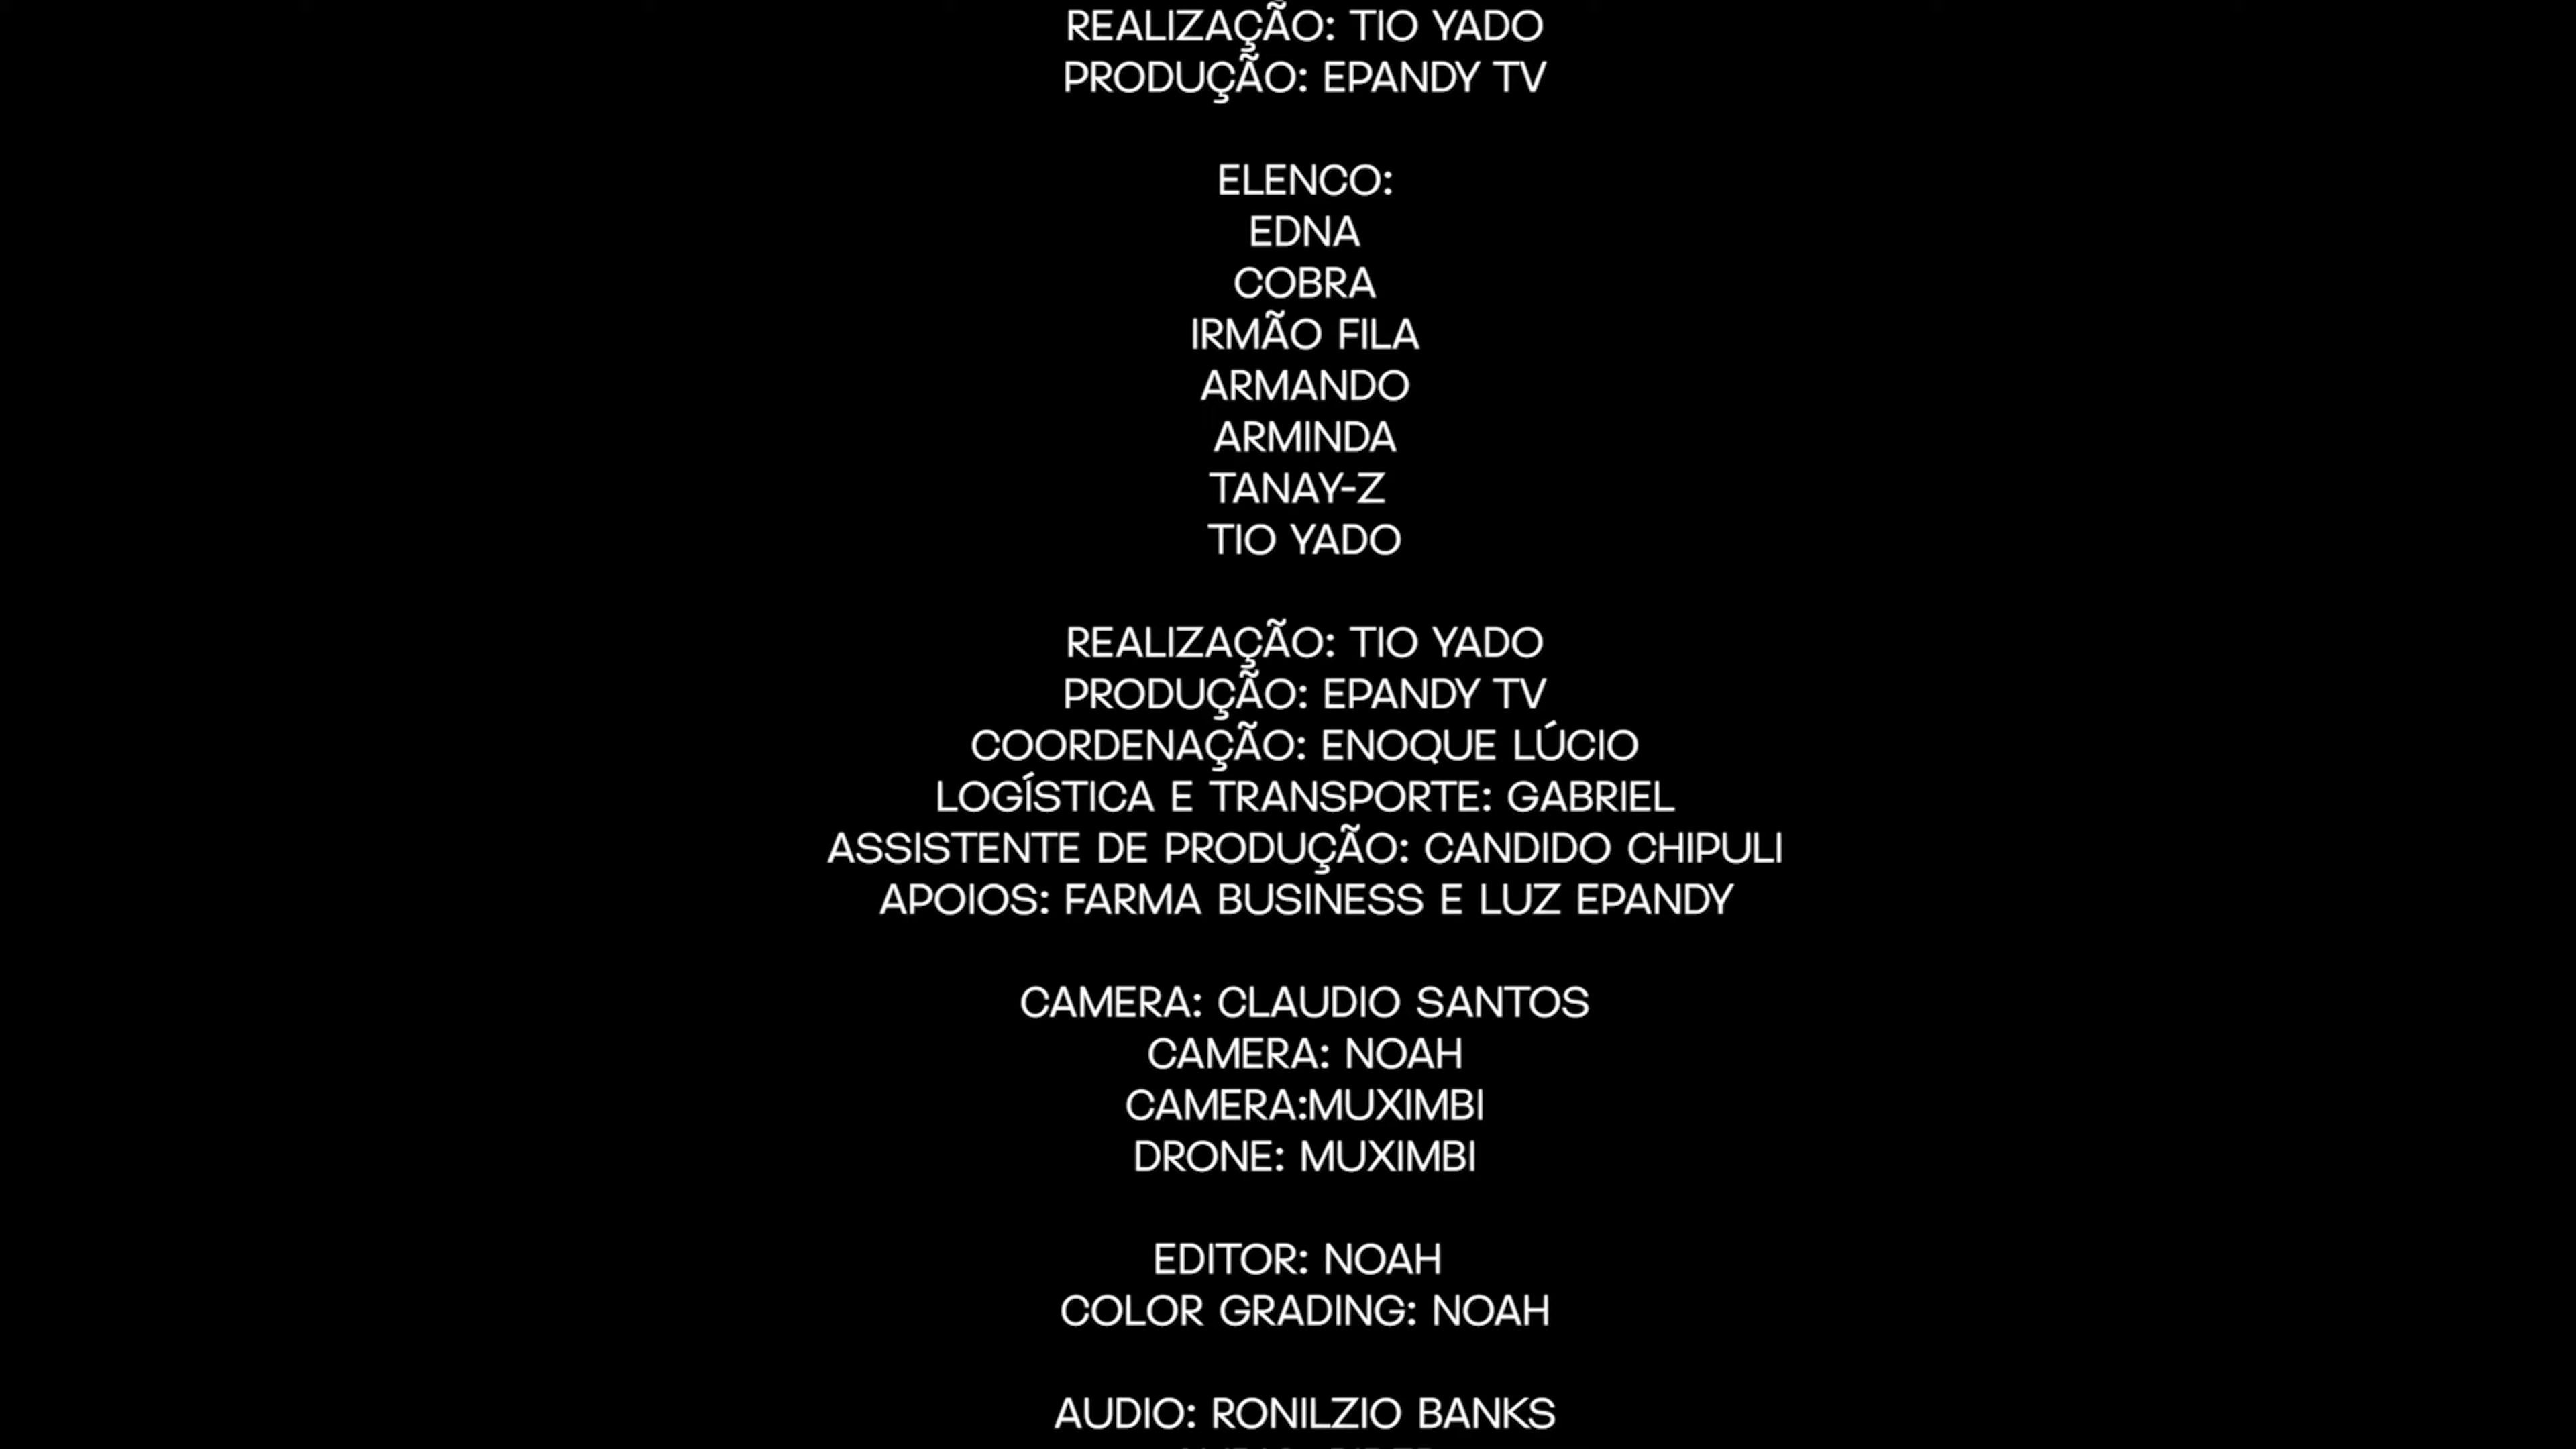 REALIZAÇÃO: TIO YADO
PRODUÇÃO: EPANDY TV
ELENCO:
EDNA
COBRA
IRMÃO FILA
ARMANDO
ARMINDA
TANAY-Z
TIO YADO
REALIZAÇÃO: TIO YADO
PRODUÇÃO: EPANDY TV
COORDENAÇÃO: ENOQUE LÚCIO
LOGÍSTICA E TRANSPORTE: GABRIEL
ASSISTENTE DE PRODUÇÃO: CANDIDO CHIPULI
APOIOS: FARMA BUSINESS E LUZ EPANDY
CAMERA: CLAUDIO SANTOS
CAMERA: NOAH
CAMERA:MUXIMBI
DRONE: MUXIMBI
EDITOR: NOAH
COLOR GRADING: NOAH
AUDIO: RONILZIO BANKS